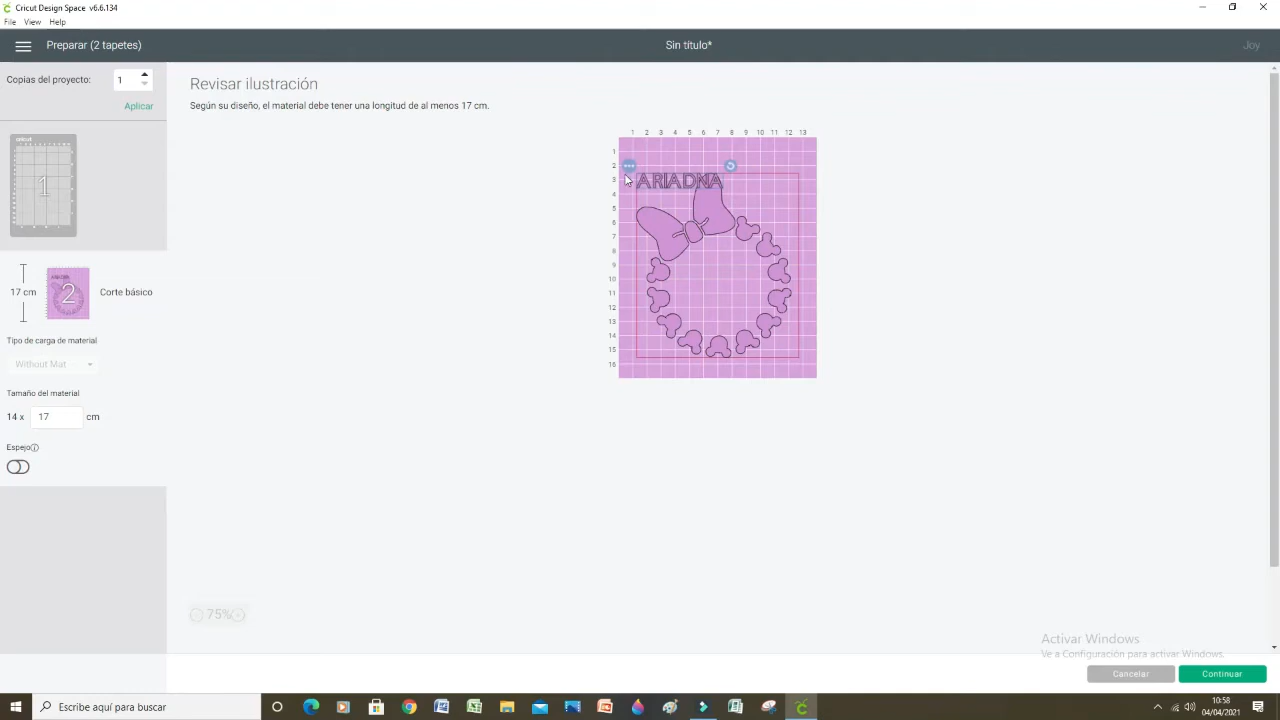 Cricut Design Space v6.6.134
File View Help
Preparar (2 tapetes)
Sin título*
Joy
Copias del proyecto: 1
Aplicar
Revisar ilustración
Según su diseño, el material debe tener una longitud de al menos 17 cm.
cricut
1
1 2 3 4 5 6 7 8 9 10 11 12 13
1
2
3
4
5
6
7
8
9
10
11
12
13
14
15
16
ARIADNA
17 cm
2
Corte básico
Tipo de carga de material
Without Mat
Tamaño del material
14 x 17 cm
Espejo
75%
Activar Windows
Ve a Configuración para activar Windows.
Cancelar
Continuar
Escribe aquí para buscar
10:58
04/04/2021